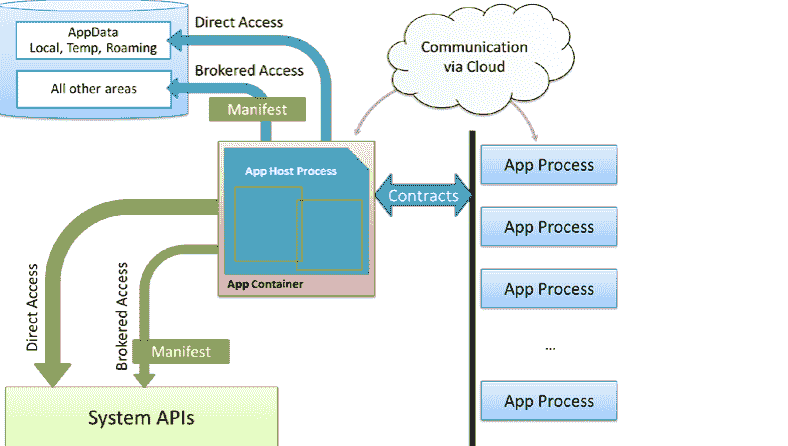 AppData
Local, Temp, Roaming
All other areas
Direct Access
Brokered Access
Manifest
Communication
via Cloud
App Host Process
App Container
Contracts
App Process
App Process
App Process
...
App Process
Direct Access
Brokered Access
Manifest
System APIs